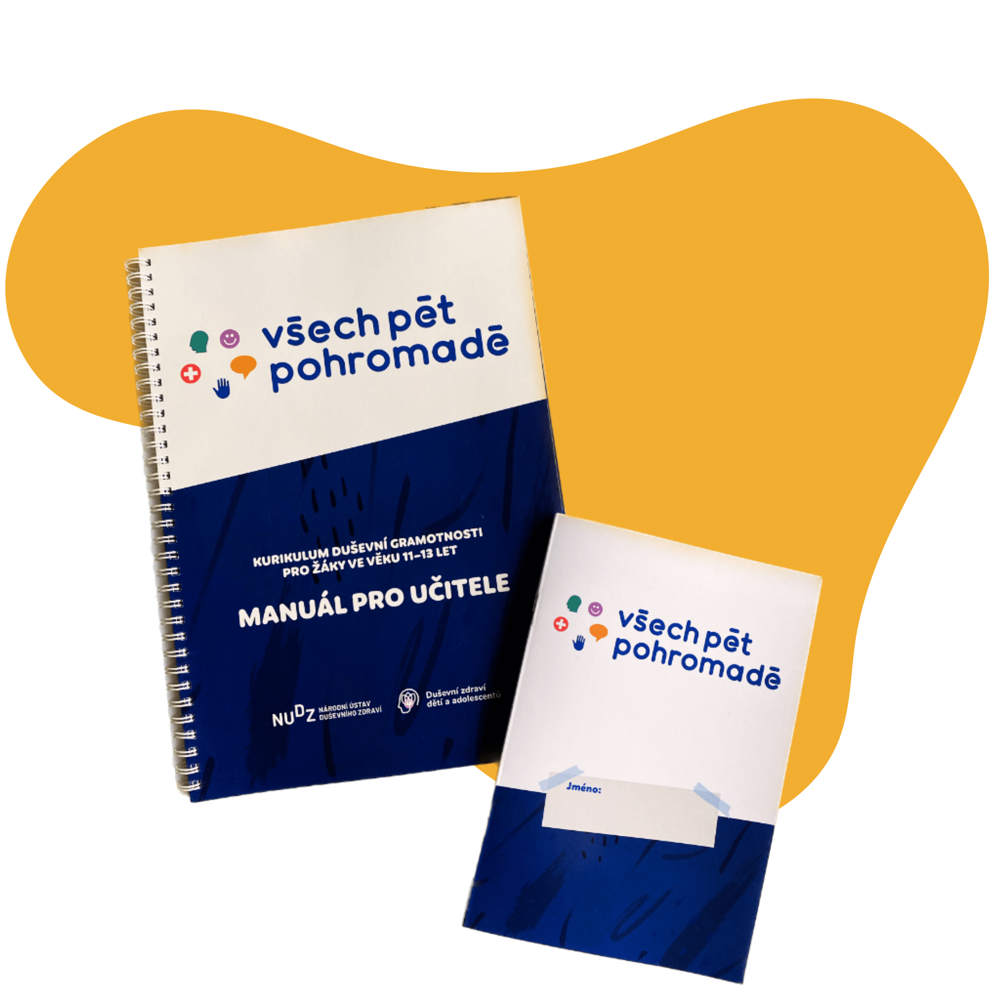 všech pět
pohromadě
KURIKULUM DUŠEVNÍ GRAMOTNOSTI
PRO ŽÁKY VE VĚKU 11–13 LET
MANUÁL PRO UČITELE
NUDZ NÁRODNÍ ÚSTAV
DUŠEVNÍHO ZDRAVÍ
Duševní zdraví
dětí a adolescentů
všech pět
pohromadě
Jméno: